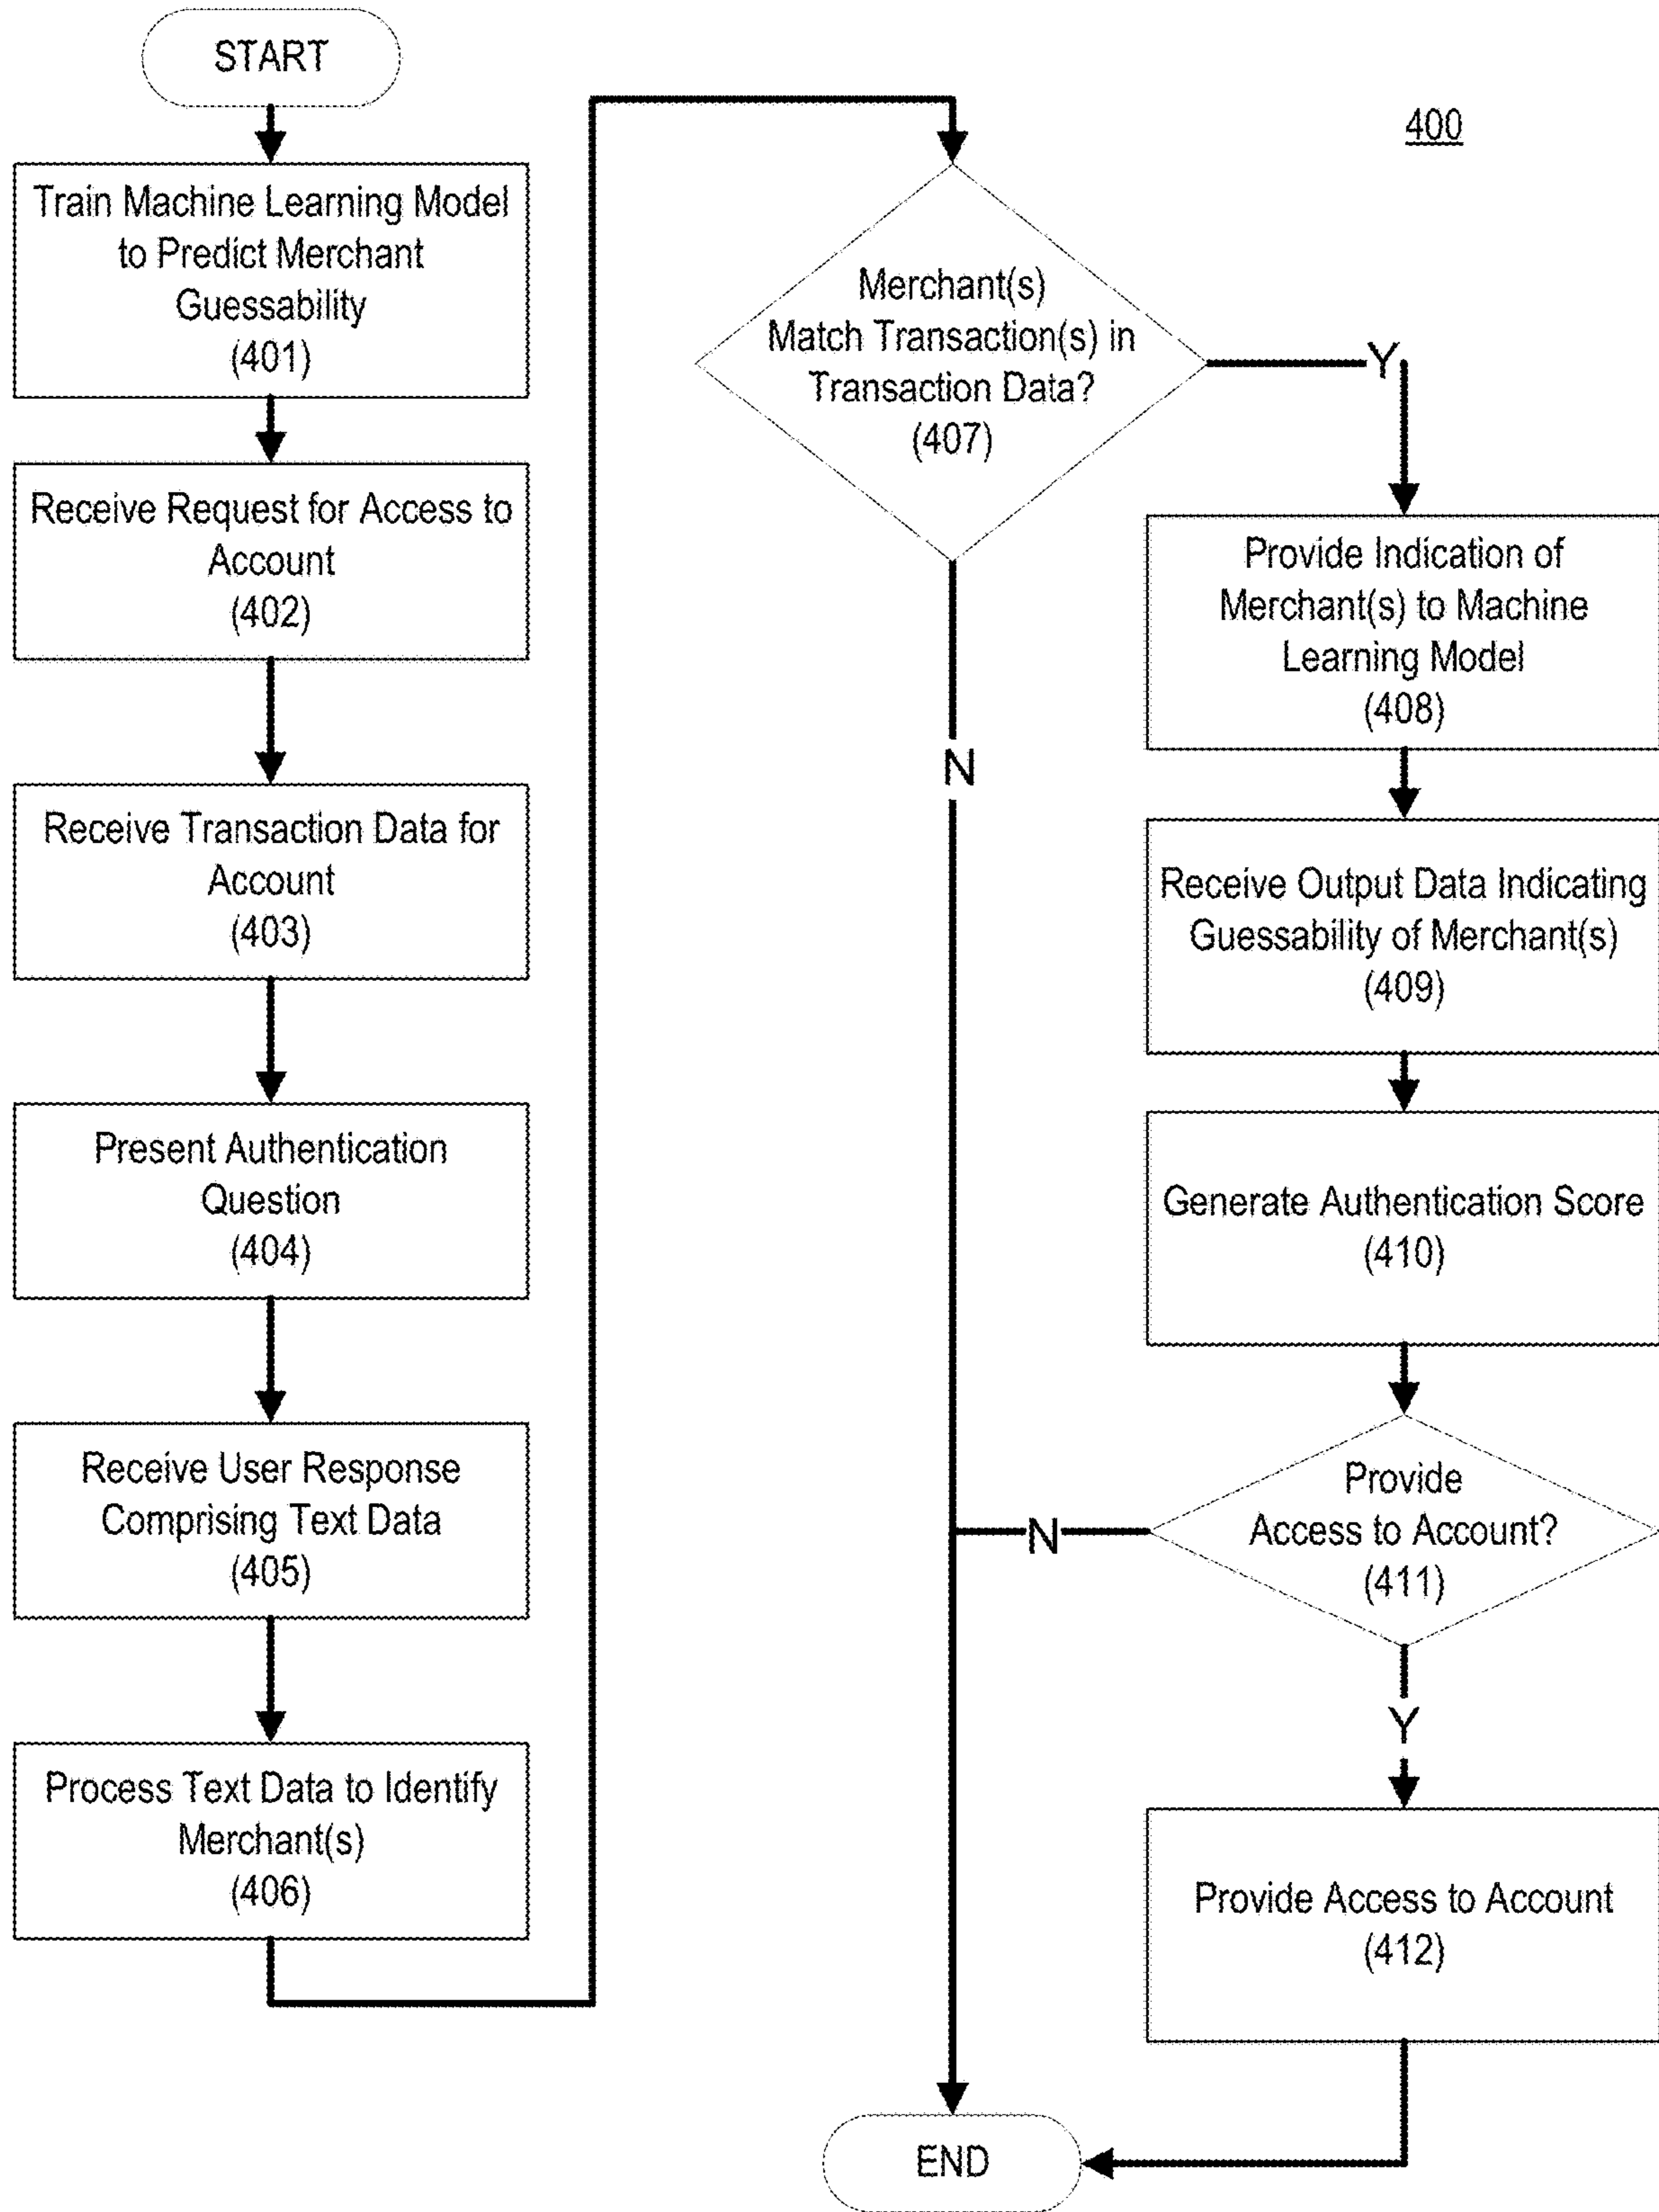 START
Train Machine Learning Model
to Predict Merchant
Guessability
(401)
Receive Request for Access to
Account
(402)
Receive Transaction Data for
Account
(403)
Present Authentication
Question
(404)
Receive User Response
Comprising Text Data
(405)
Process Text Data to Identify
Merchant(s)
(406)
400
Merchant(s)
Match Transaction(s) in
Transaction Data?
(407)
Y
N
Provide Indication of
Merchant(s) to Machine
Learning Model
(408)
Receive Output Data Indicating
Guessability of Merchant(s)
(409)
Generate Authentication Score
(410)
Provide
Access to Account?
(411)
N
Y
Provide Access to Account
(412)
END